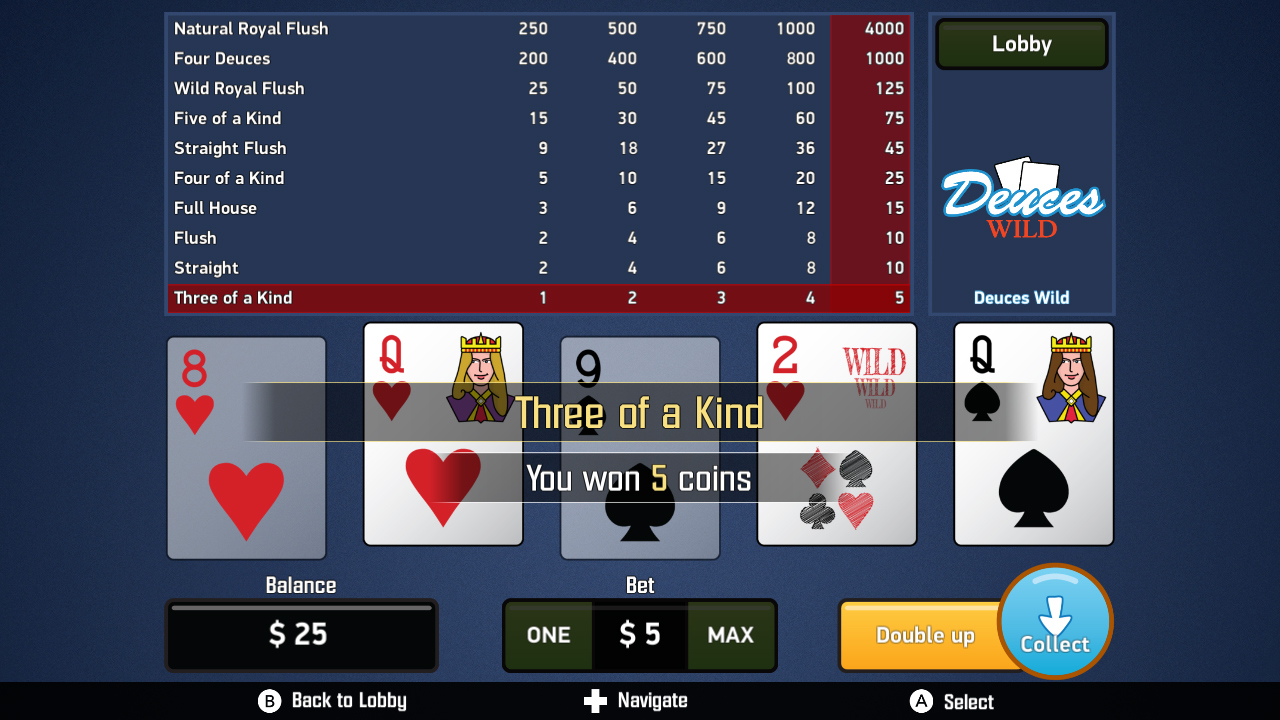 Natural Royal Flush 250 500 750 1000 4000
Four Deuces 200 400 600 800 1000
Wild Royal Flush 25 50 75 100 125
Five of a Kind 15 30 45 60 75
Straight Flush 9 18 27 36 45
Four of a Kind 5 10 15 20 25
Full House 3 6 9 12 15
Flush 2 4 6 8 10
Straight 2 4 6 8 10
Three of a Kind 1 2 3 4 5
Lobby
Deuces
WILD
Deuces Wild
8 Q 9 2 Q
WILD
WILD
WILD
Three of a Kind
You won 5 coins
Balance
$ 25
Bet
ONE $ 5 MAX
Double up
Collect
B Back to Lobby
Navigate
A Select